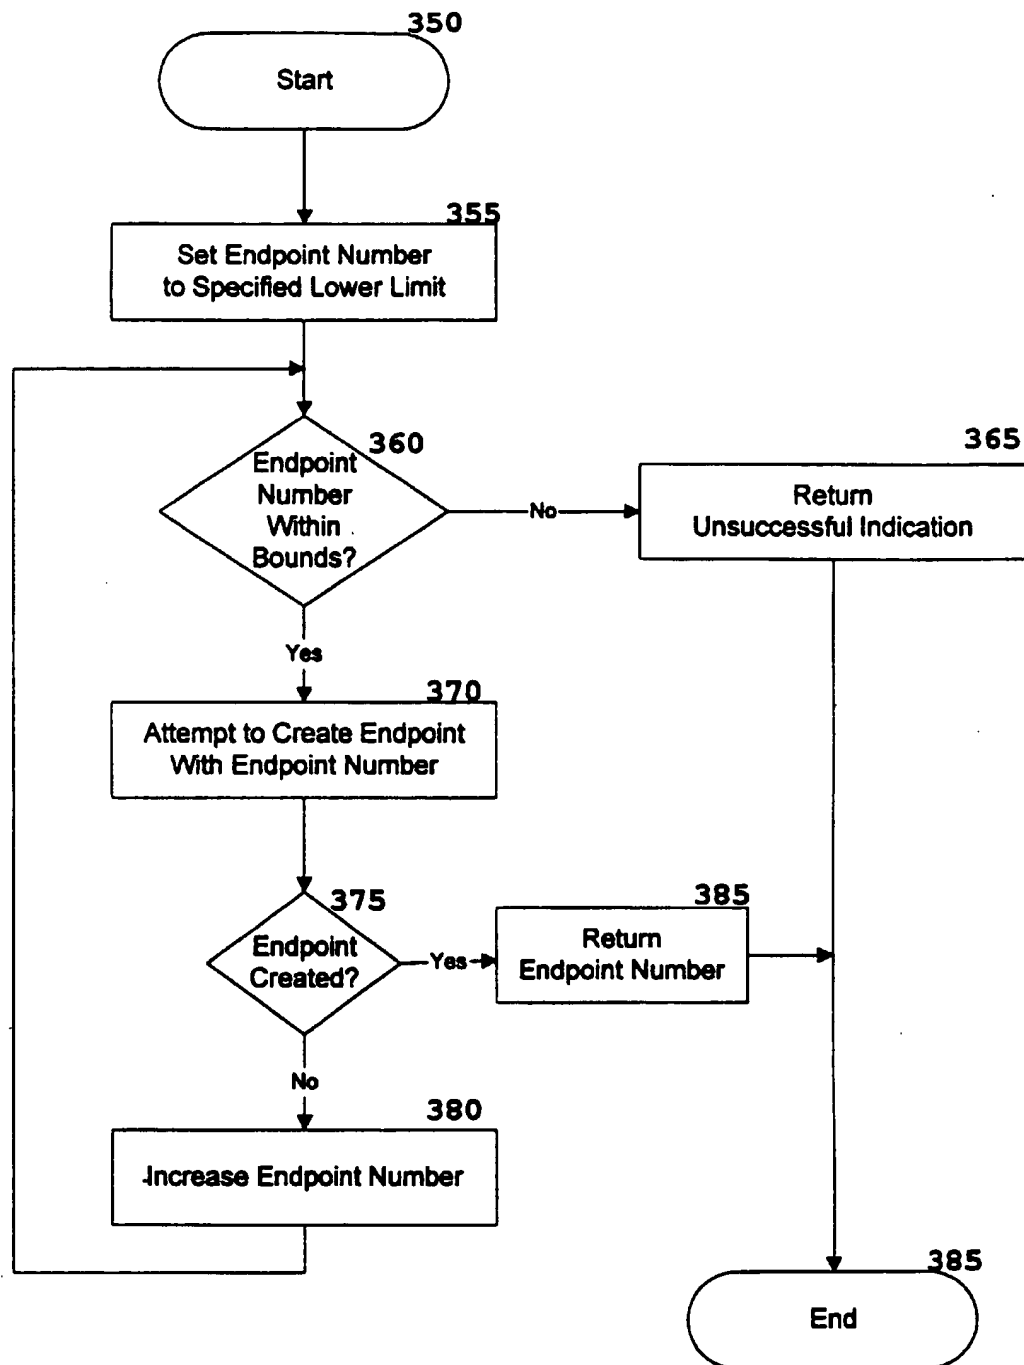 350
Start
355
Set Endpoint Number
to Specified Lower Limit
360
Endpoint
Number
Within
Bounds?
No
365
Return
Unsuccessful Indication
Yes
370
Attempt to Create Endpoint
With Endpoint Number
375
Endpoint
Created?
Yes
385
Return
Endpoint Number
No
380
Increase Endpoint Number
385
End